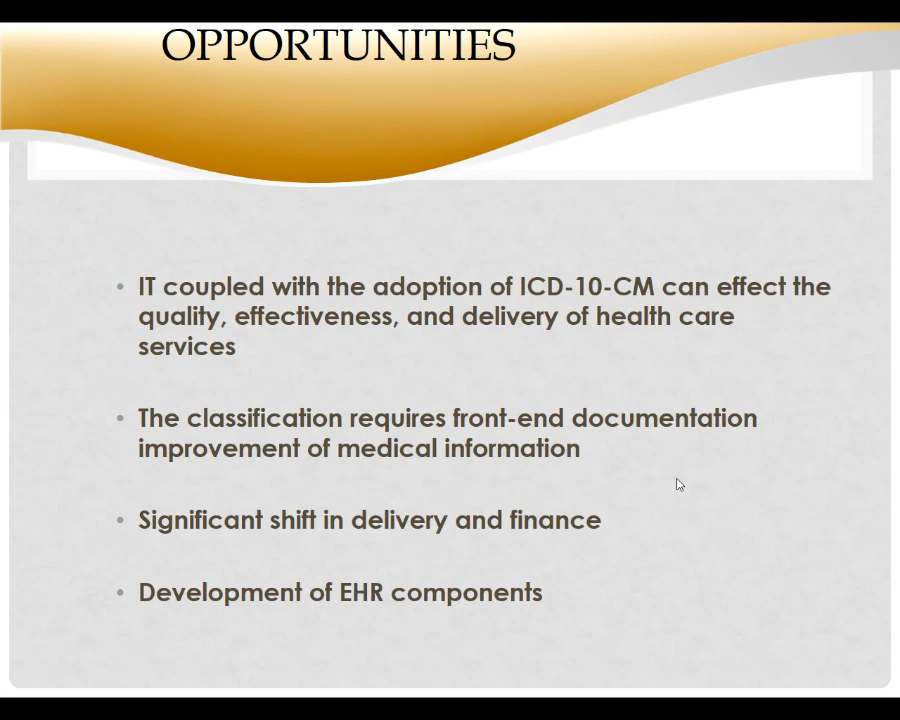 OPPORTUNITIES
• IT coupled with the adoption of ICD-10-CM can effect the
quality, effectiveness, and delivery of health care
services
• The classification requires front-end documentation
improvement of medical information
• Significant shift in delivery and finance
• Development of EHR components